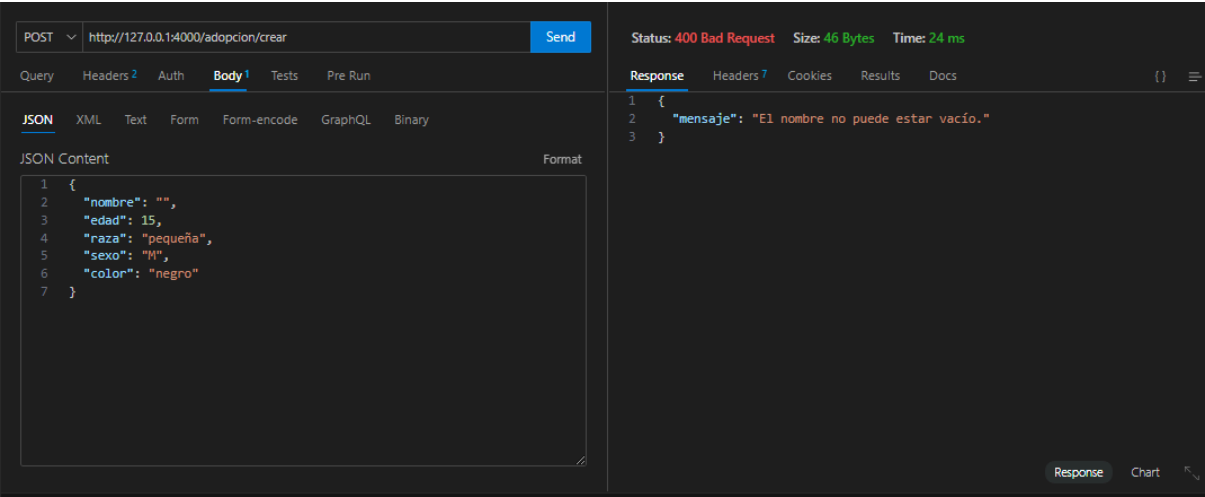 POST http://127.0.0.1:4000/adopcion/crear Send
Query Headers 2 Auth Body 1 Tests Pre Run
JSON XML Text Form Form-encode GraphQL Binary
JSON Content Format
1 {
2 "nombre": "",
3 "edad": 15,
4 "raza": "pequeña",
5 "sexo": "M",
6 "color": "negro"
7 }
Status: 400 Bad Request Size: 46 Bytes Time: 24 ms
Response Headers 7 Cookies Results Docs {}
1 {
2 "mensaje": "El nombre no puede estar vacío."
3 }
Response Chart